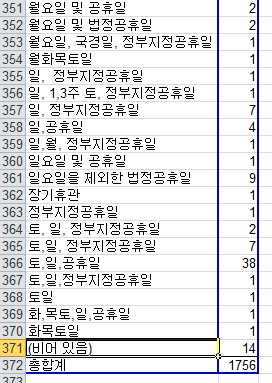 351 월요일 및 공휴일 2
352 월요일 및 법정공휴일 2
353 월요일, 국경일, 정부지정공휴일 1
354 월화목토일 1
355 일,  정부지정공휴일 1
356 일, 1,3주 토, 정부지정공휴일 1
357 일, 정부지정공휴일 7
358 일,공휴일 4
359 일,월, 정부지정공휴일 1
360 일요일 및 공휴일 1
361 일요일을 제외한 법정공휴일 9
362 장기휴관 1
363 정부지정공휴일 1
364 토, 일, 정부지정공휴일 2
365 토,일, 정부지정공휴일 7
366 토,일,공휴일 38
367 토,일,정부지정공휴일 1
368 토일 1
369 화,목토,일,공휴일 1
370 화목토일 1
371 (비어 있음) 14
372 총합계 1756
373